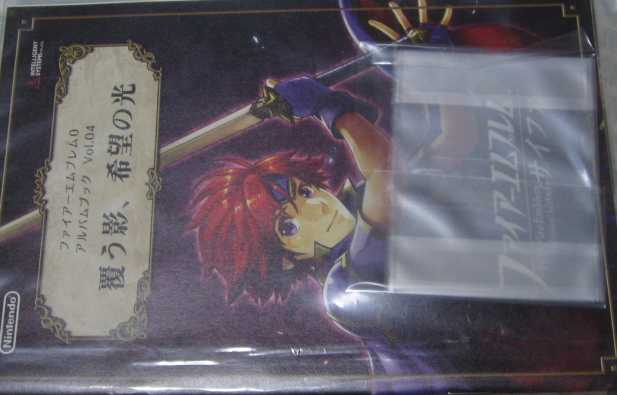 INTELLIGENT
SYSTEMS
ファイアーエムブレム0
アルバムブック Vol.04
覆う影、希望の光
Nintendo
ファイアーエムブレム
サイファ